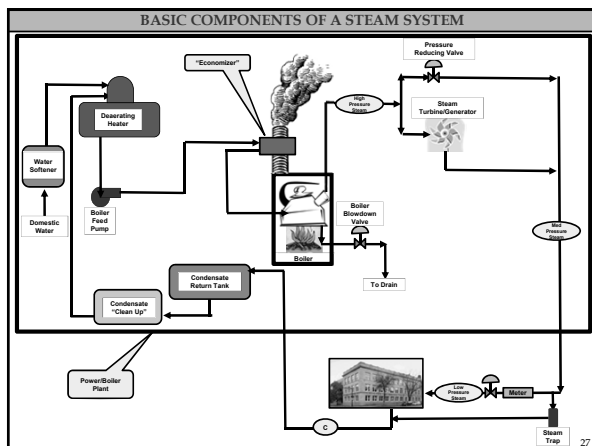 BASIC COMPONENTS OF A STEAM SYSTEM
"Economizer"
Pressure
Reducing Valve
Deaerating
Heater
High
Pressure
Steam
Steam
Turbine/Generator
Water
Softener
Domestic
Water
Boiler
Feed
Pump
Boiler
Blowdown
Valve
Boiler
To Drain
Med
Pressure
Steam
Condensate
Return Tank
Condensate
"Clean Up"
Power/Boiler
Plant
Low
Pressure
Steam
Meter
C
Steam
Trap
27